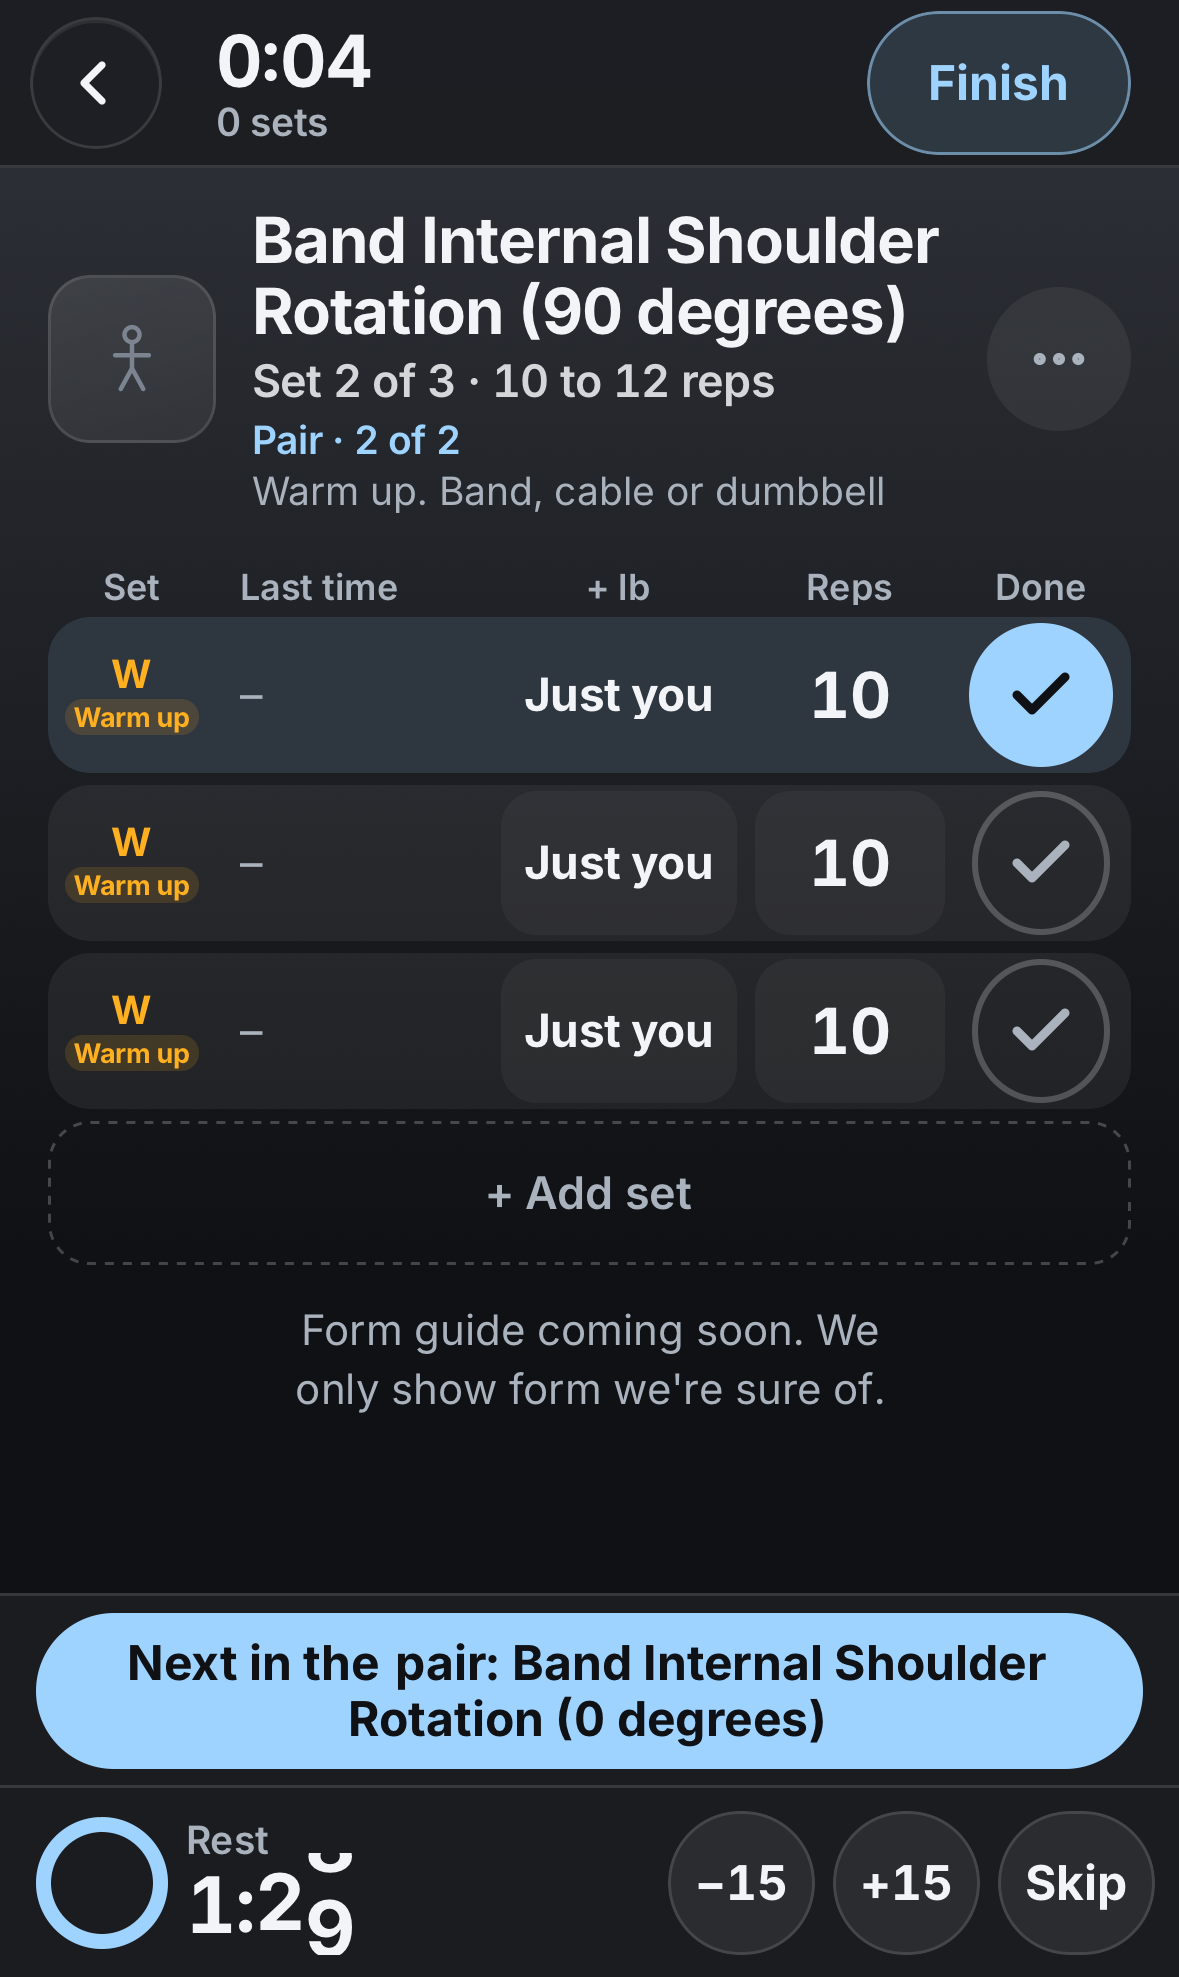 0:04
0 sets
Finish
Band Internal Shoulder
Rotation (90 degrees)
Set 2 of 3 · 10 to 12 reps
Pair · 2 of 2
Warm up. Band, cable or dumbbell
Set Last time + lb Reps Done
W
Warm up
– Just you 10
W
Warm up
– Just you 10
W
Warm up
– Just you 10
+ Add set
Form guide coming soon. We
only show form we're sure of.
Next in the pair: Band Internal Shoulder
Rotation (0 degrees)
Rest
1:29
−15 +15 Skip